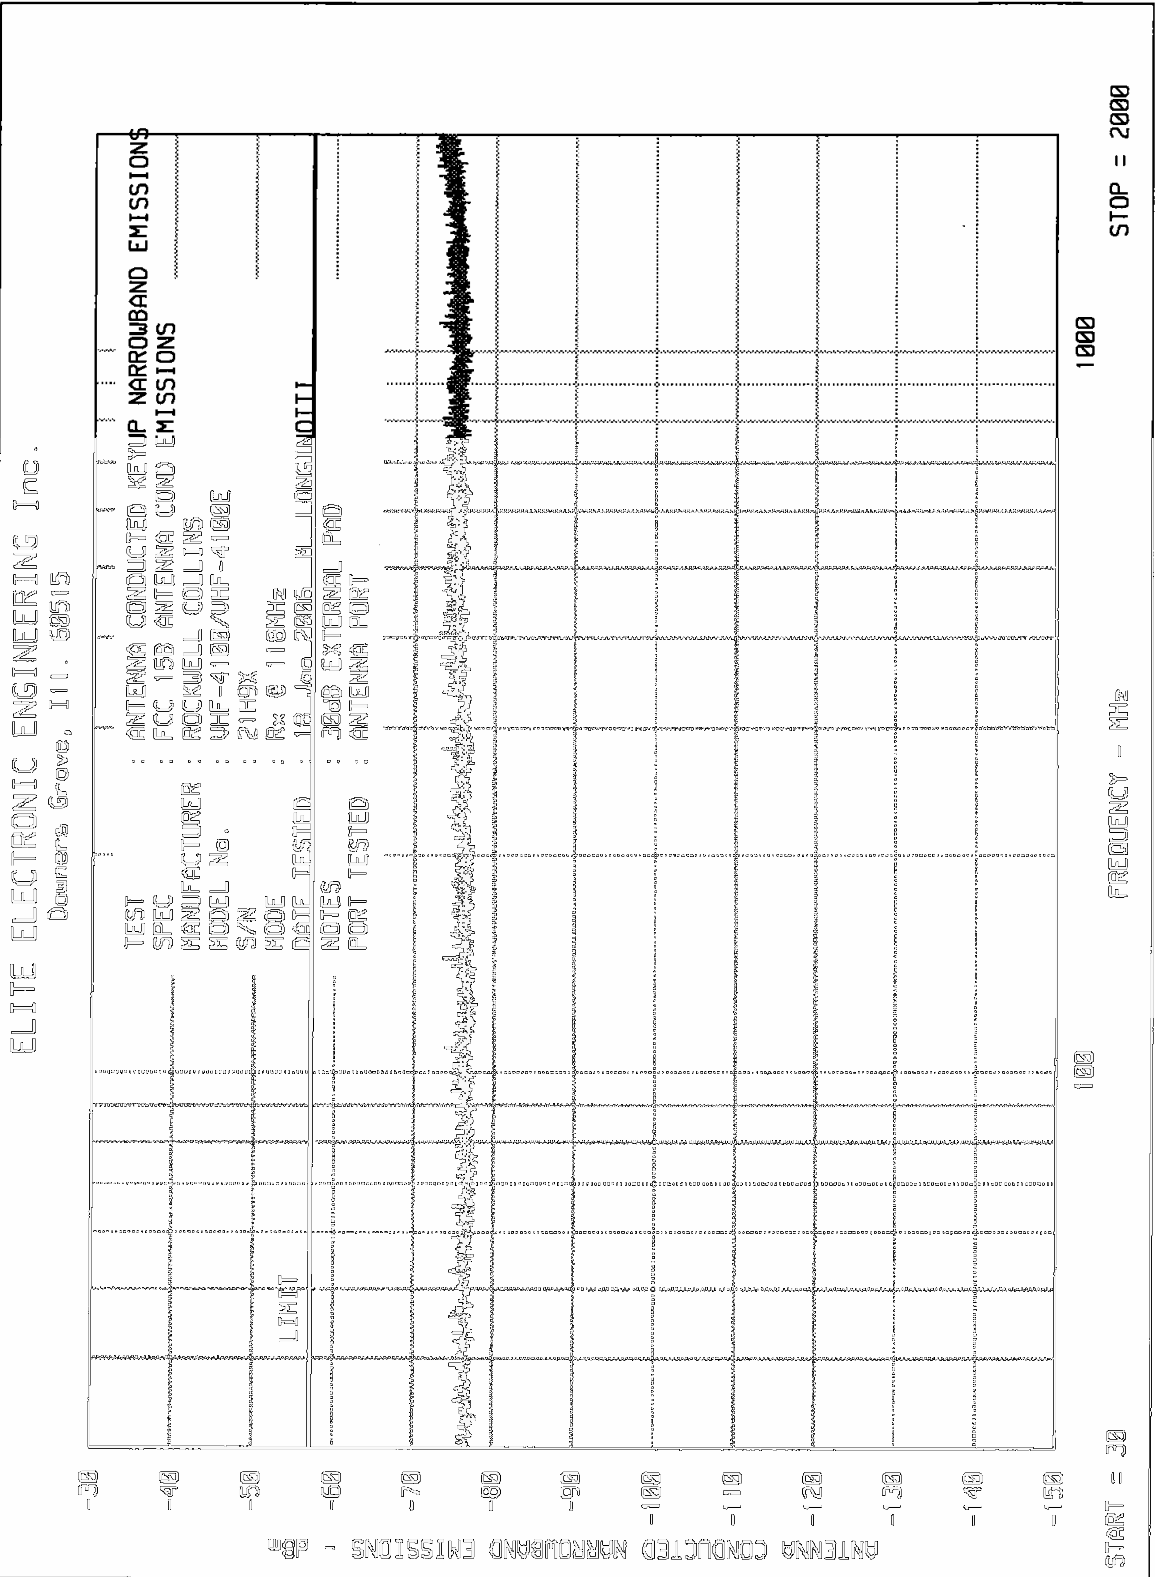 ELITE ELECTRONIC ENGINEERING Inc.
Downers Grove, Ill. 60515
TEST : ANTENNA CONDUCTED KEYUP NARROWBAND EMISSIONS
SPEC : FCC 15B ANTENNA COND EMISSIONS
MANUFACTURER : ROCKWELL COLLINS
MODEL No. : VHF-4100/VHF-4100E
S/N : 21H9X
MODE : Rx @ 118MHz
DATE TESTED : 18 Jan 2006 M LONGINOTTI
NOTES : 30dB EXTERNAL PAD
PORT TESTED : ANTENNA PORT
LIMIT
-30
-40
-50
-60
-70
-80
-90
-100
-110
-120
-130
-140
-150
ANTENNA CONDUCTED NARROWBAND EMISSIONS - dBm
100
1000
START = 30
FREQUENCY - MHz
STOP = 2000